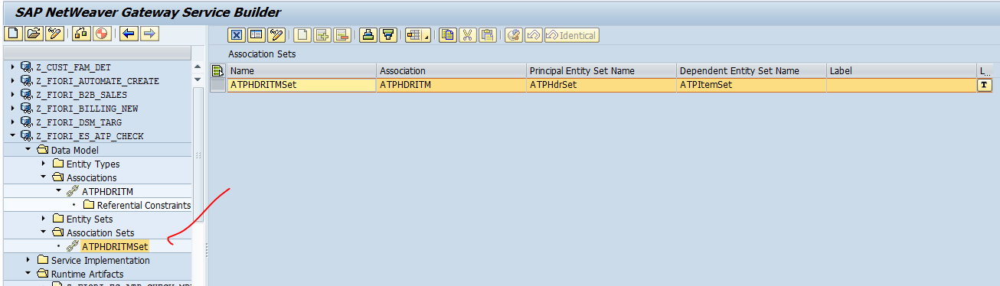 SAP NetWeaver Gateway Service Builder
Identical
Association Sets
Name Association Principal Entity Set Name Dependent Entity Set Name Label L...
ATPHDRITMSet ATPHDRITM ATPHdrSet ATPItemSet T
Z_CUST_FAM_DET
Z_FIORI_AUTOMATE_CREATE
Z_FIORI_B2B_SALES
Z_FIORI_BILLING_NEW
Z_FIORI_DSM_TARG
Z_FIORI_ES_ATP_CHECK
Data Model
Entity Types
Associations
ATPHDRITM
Referential Constraints
Entity Sets
Association Sets
ATPHDRITMSet
Service Implementation
Runtime Artifacts